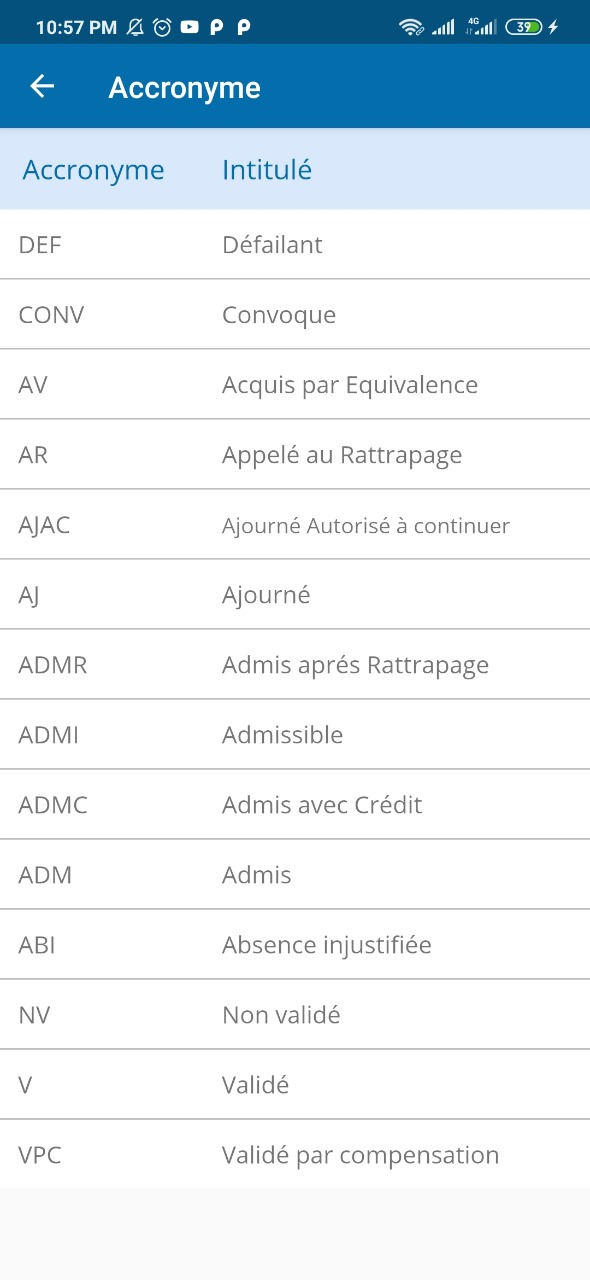 10:57 PM 4G 39
Accronyme
Accronyme Intitulé
DEF Défailant
CONV Convoque
AV Acquis par Equivalence
AR Appelé au Rattrapage
AJAC Ajourné Autorisé à continuer
AJ Ajourné
ADMR Admis aprés Rattrapage
ADMI Admissible
ADMC Admis avec Crédit
ADM Admis
ABI Absence injustifiée
NV Non validé
V Validé
VPC Validé par compensation